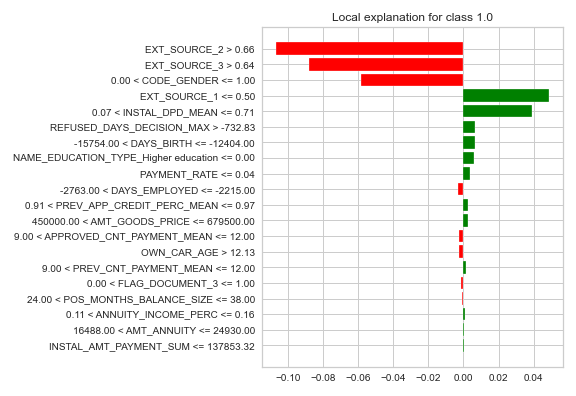 Local explanation for class 1.0
EXT_SOURCE_2 > 0.66
EXT_SOURCE_3 > 0.64
0.00 < CODE_GENDER <= 1.00
EXT_SOURCE_1 <= 0.50
0.07 < INSTAL_DPD_MEAN <= 0.71
REFUSED_DAYS_DECISION_MAX > -732.83
-15754.00 < DAYS_BIRTH <= -12404.00
NAME_EDUCATION_TYPE_Higher education <= 0.00
PAYMENT_RATE <= 0.04
-2763.00 < DAYS_EMPLOYED <= -2215.00
0.91 < PREV_APP_CREDIT_PERC_MEAN <= 0.97
450000.00 < AMT_GOODS_PRICE <= 679500.00
9.00 < APPROVED_CNT_PAYMENT_MEAN <= 12.00
OWN_CAR_AGE > 12.13
9.00 < PREV_CNT_PAYMENT_MEAN <= 12.00
0.00 < FLAG_DOCUMENT_3 <= 1.00
24.00 < POS_MONTHS_BALANCE_SIZE <= 38.00
0.11 < ANNUITY_INCOME_PERC <= 0.16
16488.00 < AMT_ANNUITY <= 24930.00
INSTAL_AMT_PAYMENT_SUM <= 137853.32
−0.10 −0.08 −0.06 −0.04 −0.02 0.00 0.02 0.04